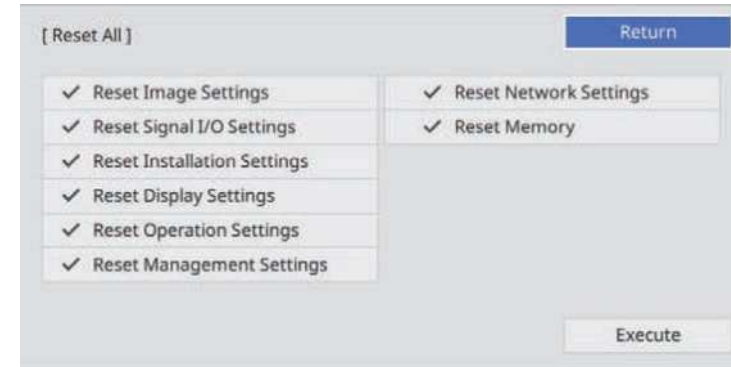 [ Reset All ]
Return
Reset Image Settings
Reset Signal I/O Settings
Reset Installation Settings
Reset Display Settings
Reset Operation Settings
Reset Management Settings
Reset Network Settings
Reset Memory
Execute